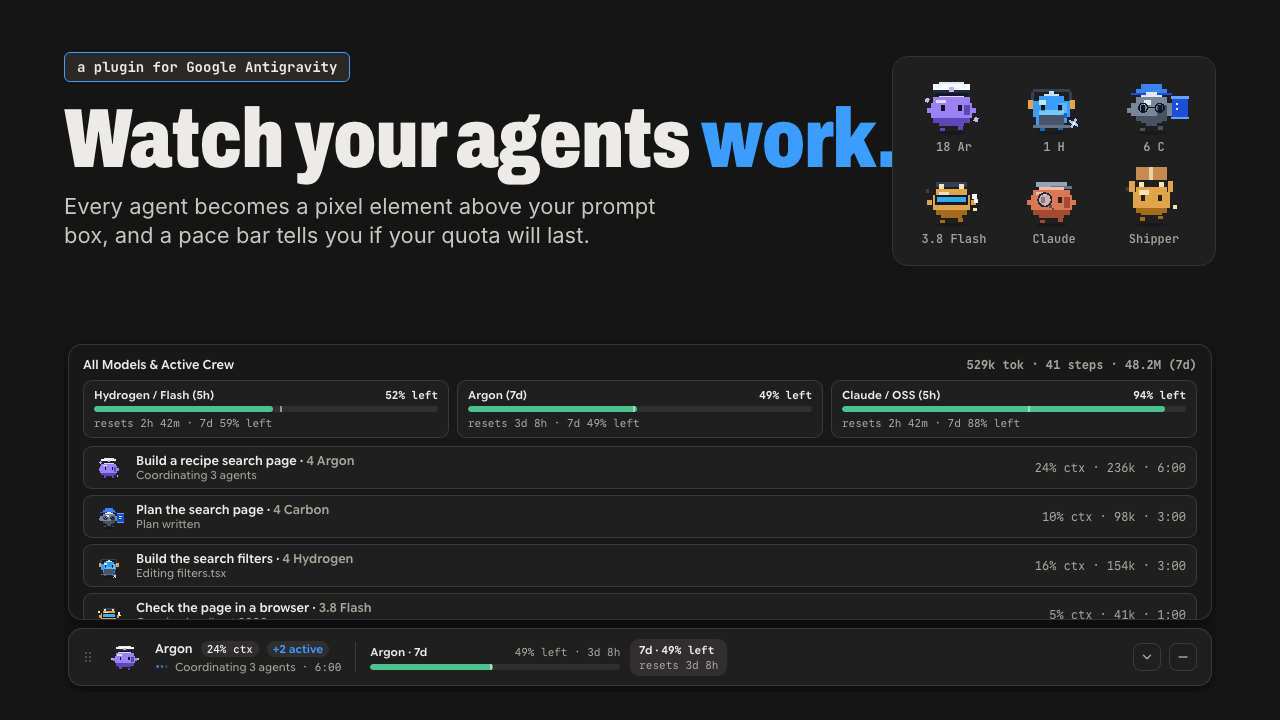 a plugin for Google Antigravity
Watch your agents work.
Every agent becomes a pixel element above your prompt
box, and a pace bar tells you if your quota will last.
18 Ar
1 H
6 C
3.8 Flash
Claude
Shipper
All Models & Active Crew
529k tok · 41 steps · 48.2M (7d)
Hydrogen / Flash (5h)
52% left
resets 2h 42m · 7d 59% left
Argon (7d)
49% left
resets 3d 8h · 7d 49% left
Claude / OSS (5h)
94% left
resets 2h 42m · 7d 88% left
Build a recipe search page · 4 Argon
Coordinating 3 agents
24% ctx · 236k · 6:00
Plan the search page · 4 Carbon
Plan written
10% ctx · 98k · 3:00
Build the search filters · 4 Hydrogen
Editing filters.tsx
16% ctx · 154k · 3:00
Check the page in a browser · 3.8 Flash
5% ctx · 41k · 1:00
Argon 24% ctx +2 active
Coordinating 3 agents · 6:00
Argon · 7d
49% left · 3d 8h
7d · 49% left
resets 3d 8h